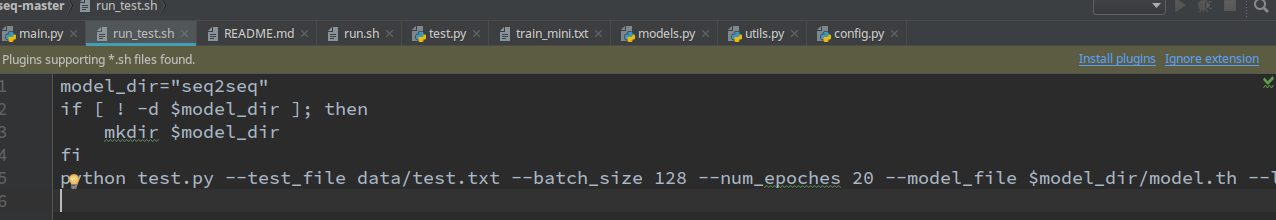 seq-master run_test.sh
main.py run_test.sh README.md run.sh test.py train_mini.txt models.py utils.py config.py
Plugins supporting *.sh files found. Install plugins Ignore extension
1 model_dir="seq2seq"
2 if [ ! -d $model_dir ]; then
3 mkdir $model_dir
4 fi
5 python test.py --test_file data/test.txt --batch_size 128 --num_epoches 20 --model_file $model_dir/model.th --l
6